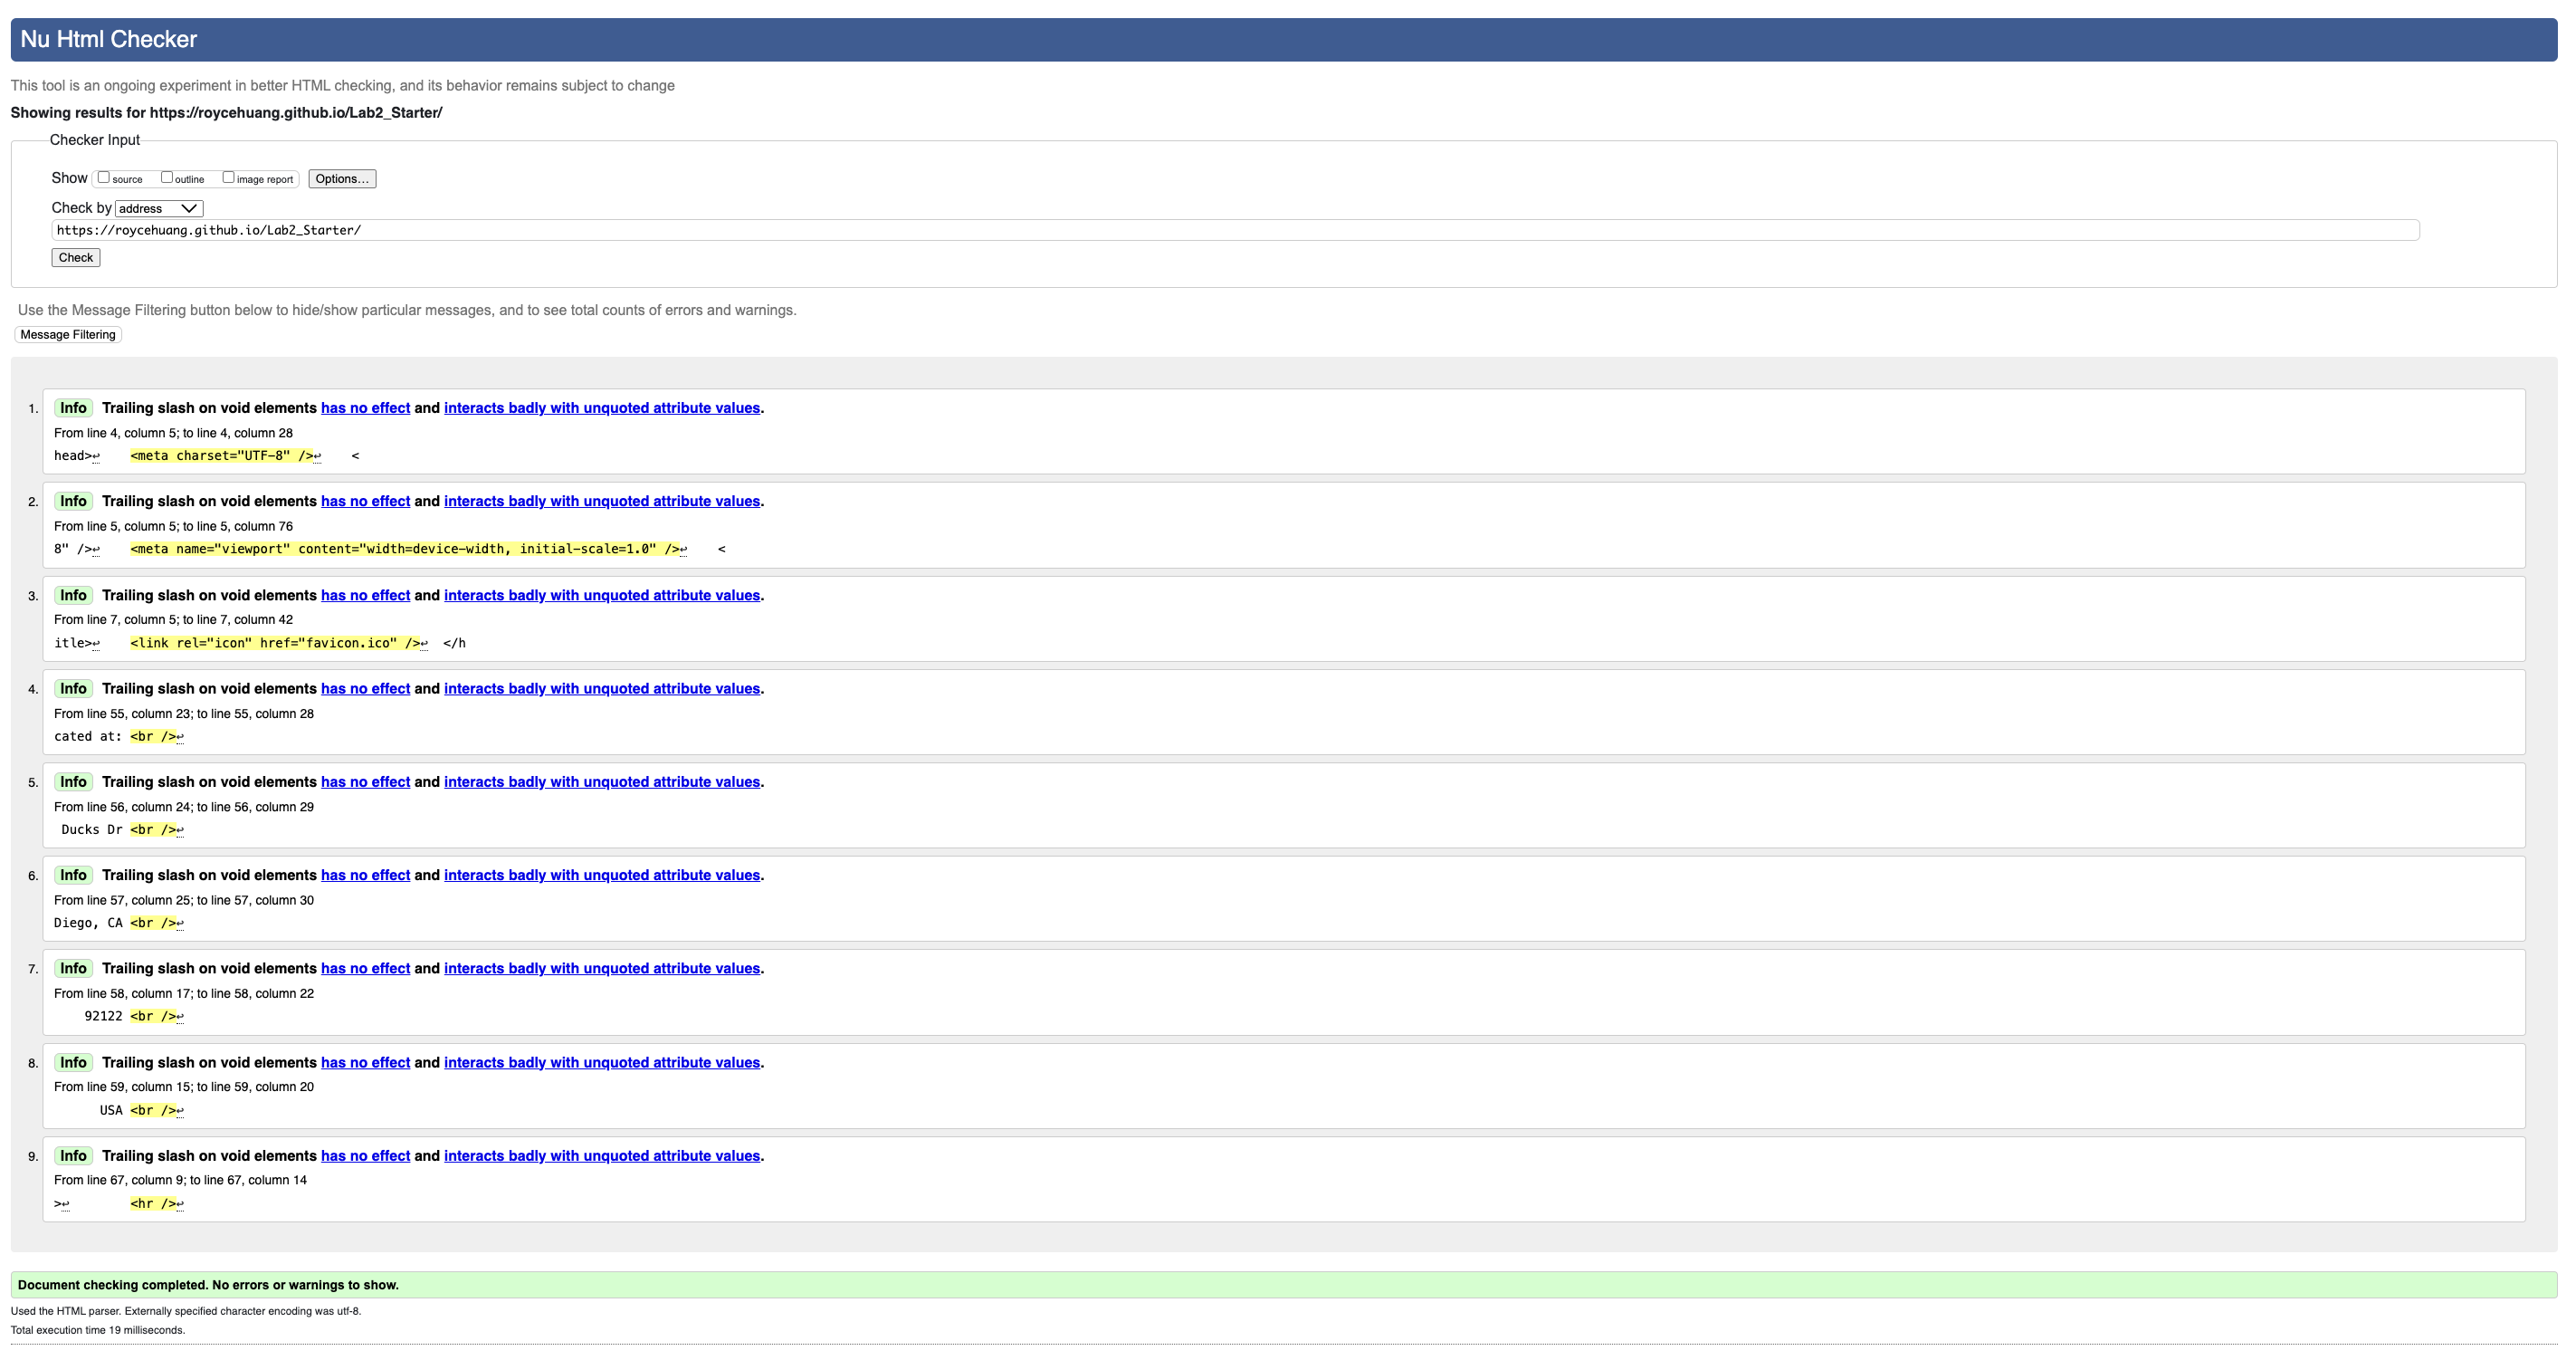 Nu Html Checker
This tool is an ongoing experiment in better HTML checking, and its behavior remains subject to change
Showing results for https://roycehuang.github.io/Lab2_Starter/
Checker Input
Show source outline image report Options...
Check by address
https://roycehuang.github.io/Lab2_Starter/
Check
Use the Message Filtering button below to hide/show particular messages, and to see total counts of errors and warnings.
Message Filtering
1. Info Trailing slash on void elements has no effect and interacts badly with unquoted attribute values.
From line 4, column 5; to line 4, column 28
head>↩ <meta charset="UTF-8" />↩ <
2. Info Trailing slash on void elements has no effect and interacts badly with unquoted attribute values.
From line 5, column 5; to line 5, column 76
8" />↩ <meta name="viewport" content="width=device-width, initial-scale=1.0" />↩ <
3. Info Trailing slash on void elements has no effect and interacts badly with unquoted attribute values.
From line 7, column 5; to line 7, column 42
itle>↩ <link rel="icon" href="favicon.ico" />↩ </h
4. Info Trailing slash on void elements has no effect and interacts badly with unquoted attribute values.
From line 55, column 23; to line 55, column 28
cated at: <br />↩
5. Info Trailing slash on void elements has no effect and interacts badly with unquoted attribute values.
From line 56, column 24; to line 56, column 29
Ducks Dr <br />↩
6. Info Trailing slash on void elements has no effect and interacts badly with unquoted attribute values.
From line 57, column 25; to line 57, column 30
Diego, CA <br />↩
7. Info Trailing slash on void elements has no effect and interacts badly with unquoted attribute values.
From line 58, column 17; to line 58, column 22
92122 <br />↩
8. Info Trailing slash on void elements has no effect and interacts badly with unquoted attribute values.
From line 59, column 15; to line 59, column 20
USA <br />↩
9. Info Trailing slash on void elements has no effect and interacts badly with unquoted attribute values.
From line 67, column 9; to line 67, column 14
>↩ <hr />↩
Document checking completed. No errors or warnings to show.
Used the HTML parser. Externally specified character encoding was utf-8.
Total execution time 19 milliseconds.